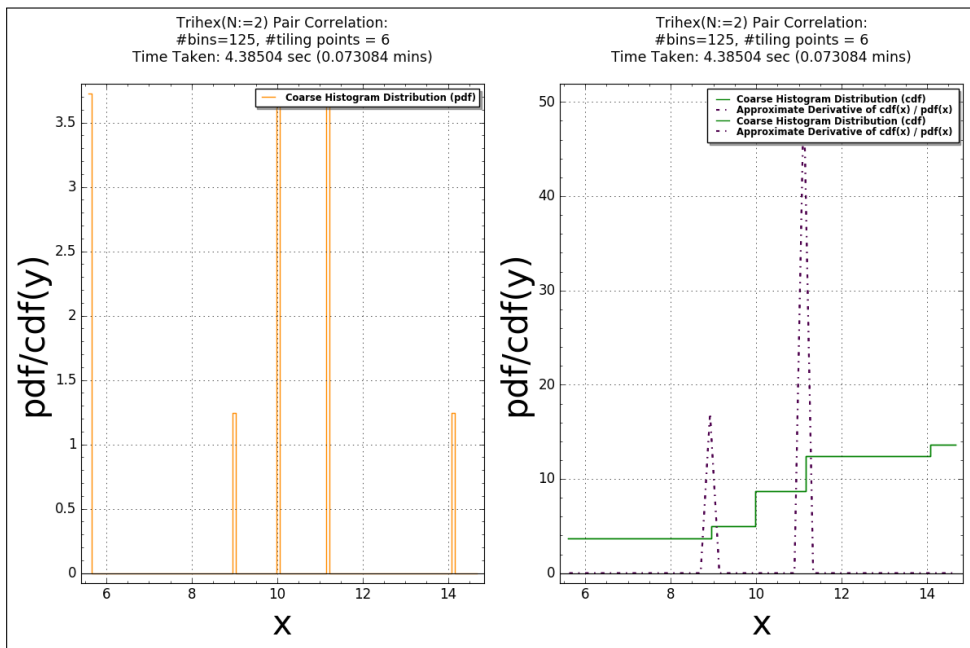 Trihex(N:=2) Pair Correlation:
#bins=125, #tiling points = 6
Time Taken: 4.38504 sec (0.073084 mins)
Coarse Histogram Distribution (pdf)
pdf/cdf(y)
3.5
3
2.5
2
1.5
1
0.5
0
6
8
10
12
14
x
Trihex(N:=2) Pair Correlation:
#bins=125, #tiling points = 6
Time Taken: 4.38504 sec (0.073084 mins)
Coarse Histogram Distribution (cdf)
Approximate Derivative of cdf(x) / pdf(x)
Coarse Histogram Distribution (cdf)
Approximate Derivative of cdf(x) / pdf(x)
pdf/cdf(y)
50
40
30
20
10
0
6
8
10
12
14
x